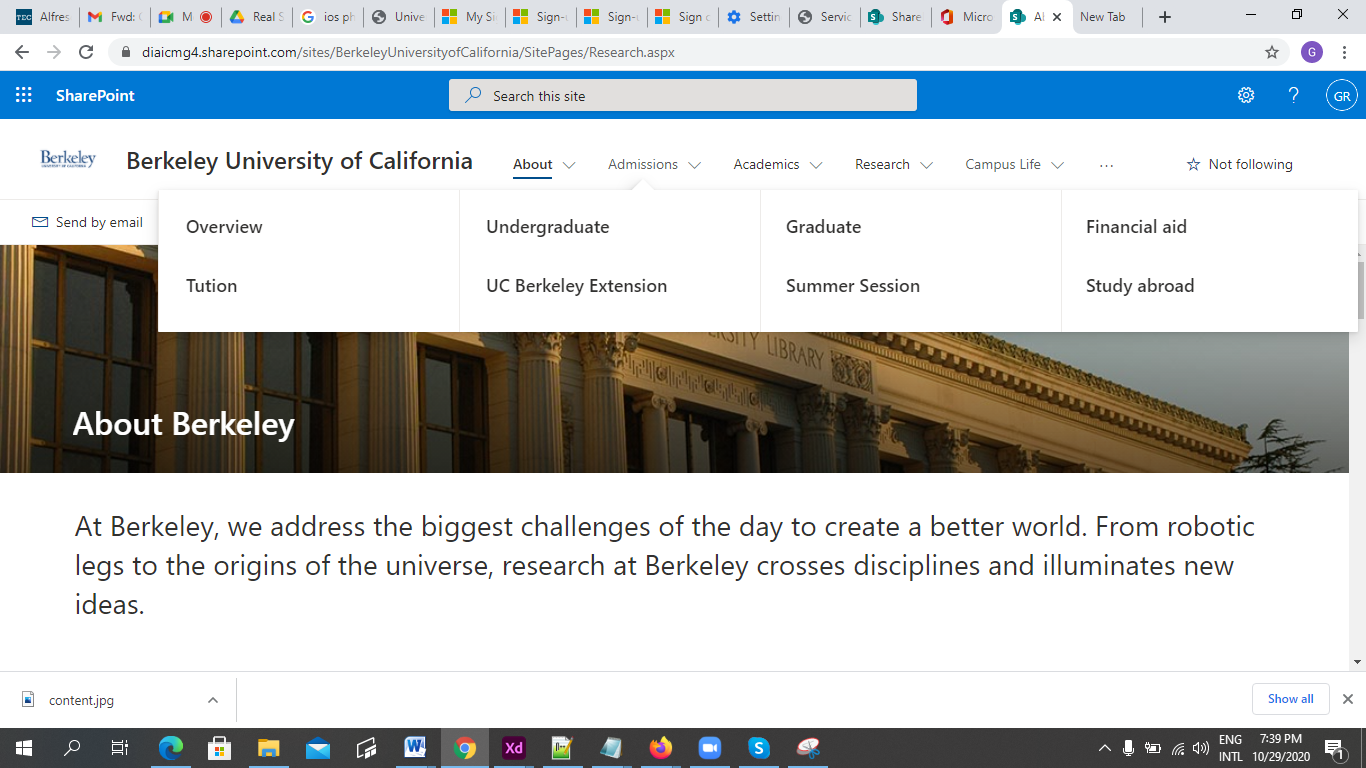 Alfres
Fwd: (
M
Real S
ios ph
Unive
My Si
Sign-u
Sign-u
Sign o
Settin
Servic
Share
Micro
Al
New Tab
diaicmg4.sharepoint.com/sites/BerkeleyUniversityofCalifornia/SitePages/Research.aspx
G
SharePoint
Search this site
GR
Berkeley
UNIVERSITY OF CALIFORNIA
Berkeley University of California
About
Admissions
Academics
Research
Campus Life
...
Not following
Send by email
Overview
Undergraduate
Graduate
Financial aid
Tution
UC Berkeley Extension
Summer Session
Study abroad
LIBRARY
About Berkeley
At Berkeley, we address the biggest challenges of the day to create a better world. From robotic
legs to the origins of the universe, research at Berkeley crosses disciplines and illuminates new
ideas.
content.jpg
Show all
Xd
ENG
INTL
7:39 PM
10/29/2020
1